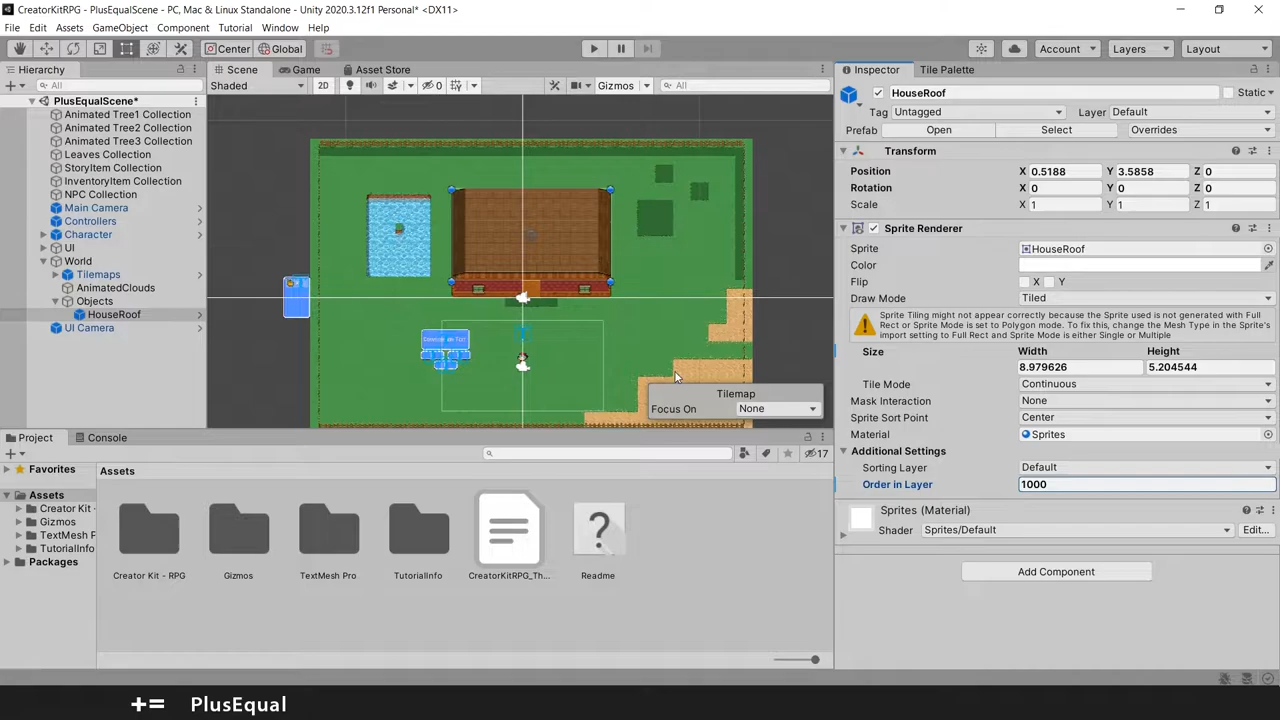 CreatorKitRPG - PlusEqualScene - PC, Mac & Linux Standalone - Unity 2020.3.12f1 Personal* <DX11>
File Edit Assets GameObject Component Tutorial Window Help
Center Global Account Layers Layout
Hierarchy
All
PlusEqualScene*
Animated Tree1 Collection
Animated Tree2 Collection
Animated Tree3 Collection
Leaves Collection
StoryItem Collection
InventoryItem Collection
NPC Collection
Main Camera
Controllers
Character
UI
World
Tilemaps
AnimatedClouds
Objects
HouseRoof
UI Camera
Scene Game Asset Store
Shaded 2D 0 Gizmos All
Tilemap
Focus On None
Inspector Tile Palette
HouseRoof Static
Tag Untagged Layer Default
Prefab Open Select Overrides
Transform
Position X 0.5188 Y 3.5858 Z 0
Rotation X 0 Y 0 Z 0
Scale X 1 Y 1 Z 1
Sprite Renderer
Sprite HouseRoof
Color
Flip X Y
Draw Mode Tiled
Sprite Tiling might not appear correctly because the Sprite used is not generated with Full
Rect or Sprite Mode is set to Polygon mode. To fix this, change the Mesh Type in the Sprite's
import setting to Full Rect and Sprite Mode is either Single or Multiple
Size Width Height
8.979626 5.204544
Tile Mode Continuous
Mask Interaction None
Sprite Sort Point Center
Material Sprites
Additional Settings
Sorting Layer Default
Order in Layer 1000
Sprites (Material)
Shader Sprites/Default Edit...
Add Component
Project Console
17
Favorites
Assets
Creator Kit -
Gizmos
TextMesh P
TutorialInfo
Packages
Assets
Creator Kit - RPG Gizmos TextMesh Pro TutorialInfo CreatorKitRPG_Th... Readme
+= PlusEqual